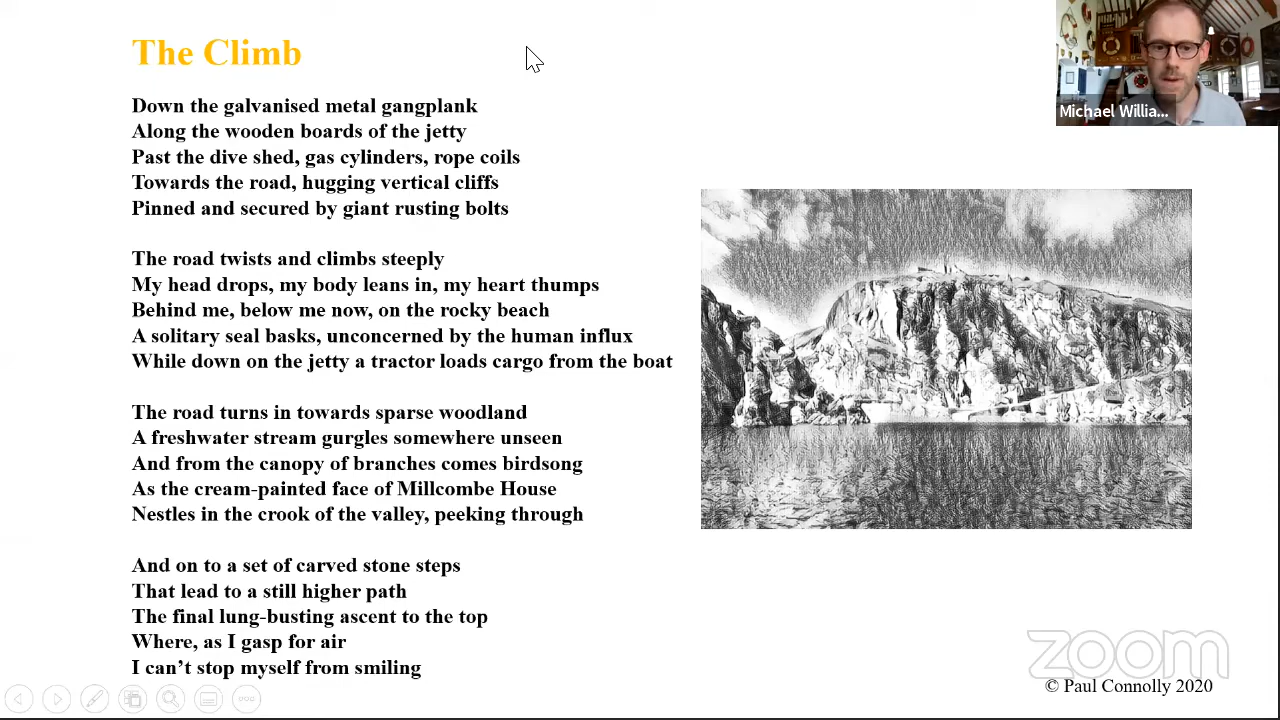 The Climb
Down the galvanised metal gangplank
Along the wooden boards of the jetty
Past the dive shed, gas cylinders, rope coils
Towards the road, hugging vertical cliffs
Pinned and secured by giant rusting bolts
The road twists and climbs steeply
My head drops, my body leans in, my heart thumps
Behind me, below me now, on the rocky beach
A solitary seal basks, unconcerned by the human influx
While down on the jetty a tractor loads cargo from the boat
The road turns in towards sparse woodland
A freshwater stream gurgles somewhere unseen
And from the canopy of branches comes birdsong
As the cream-painted face of Millcombe House
Nestles in the crook of the valley, peeking through
And on to a set of carved stone steps
That lead to a still higher path
The final lung-busting ascent to the top
Where, as I gasp for air
I can’t stop myself from smiling
Michael Willia...
zoom
© Paul Connolly 2020